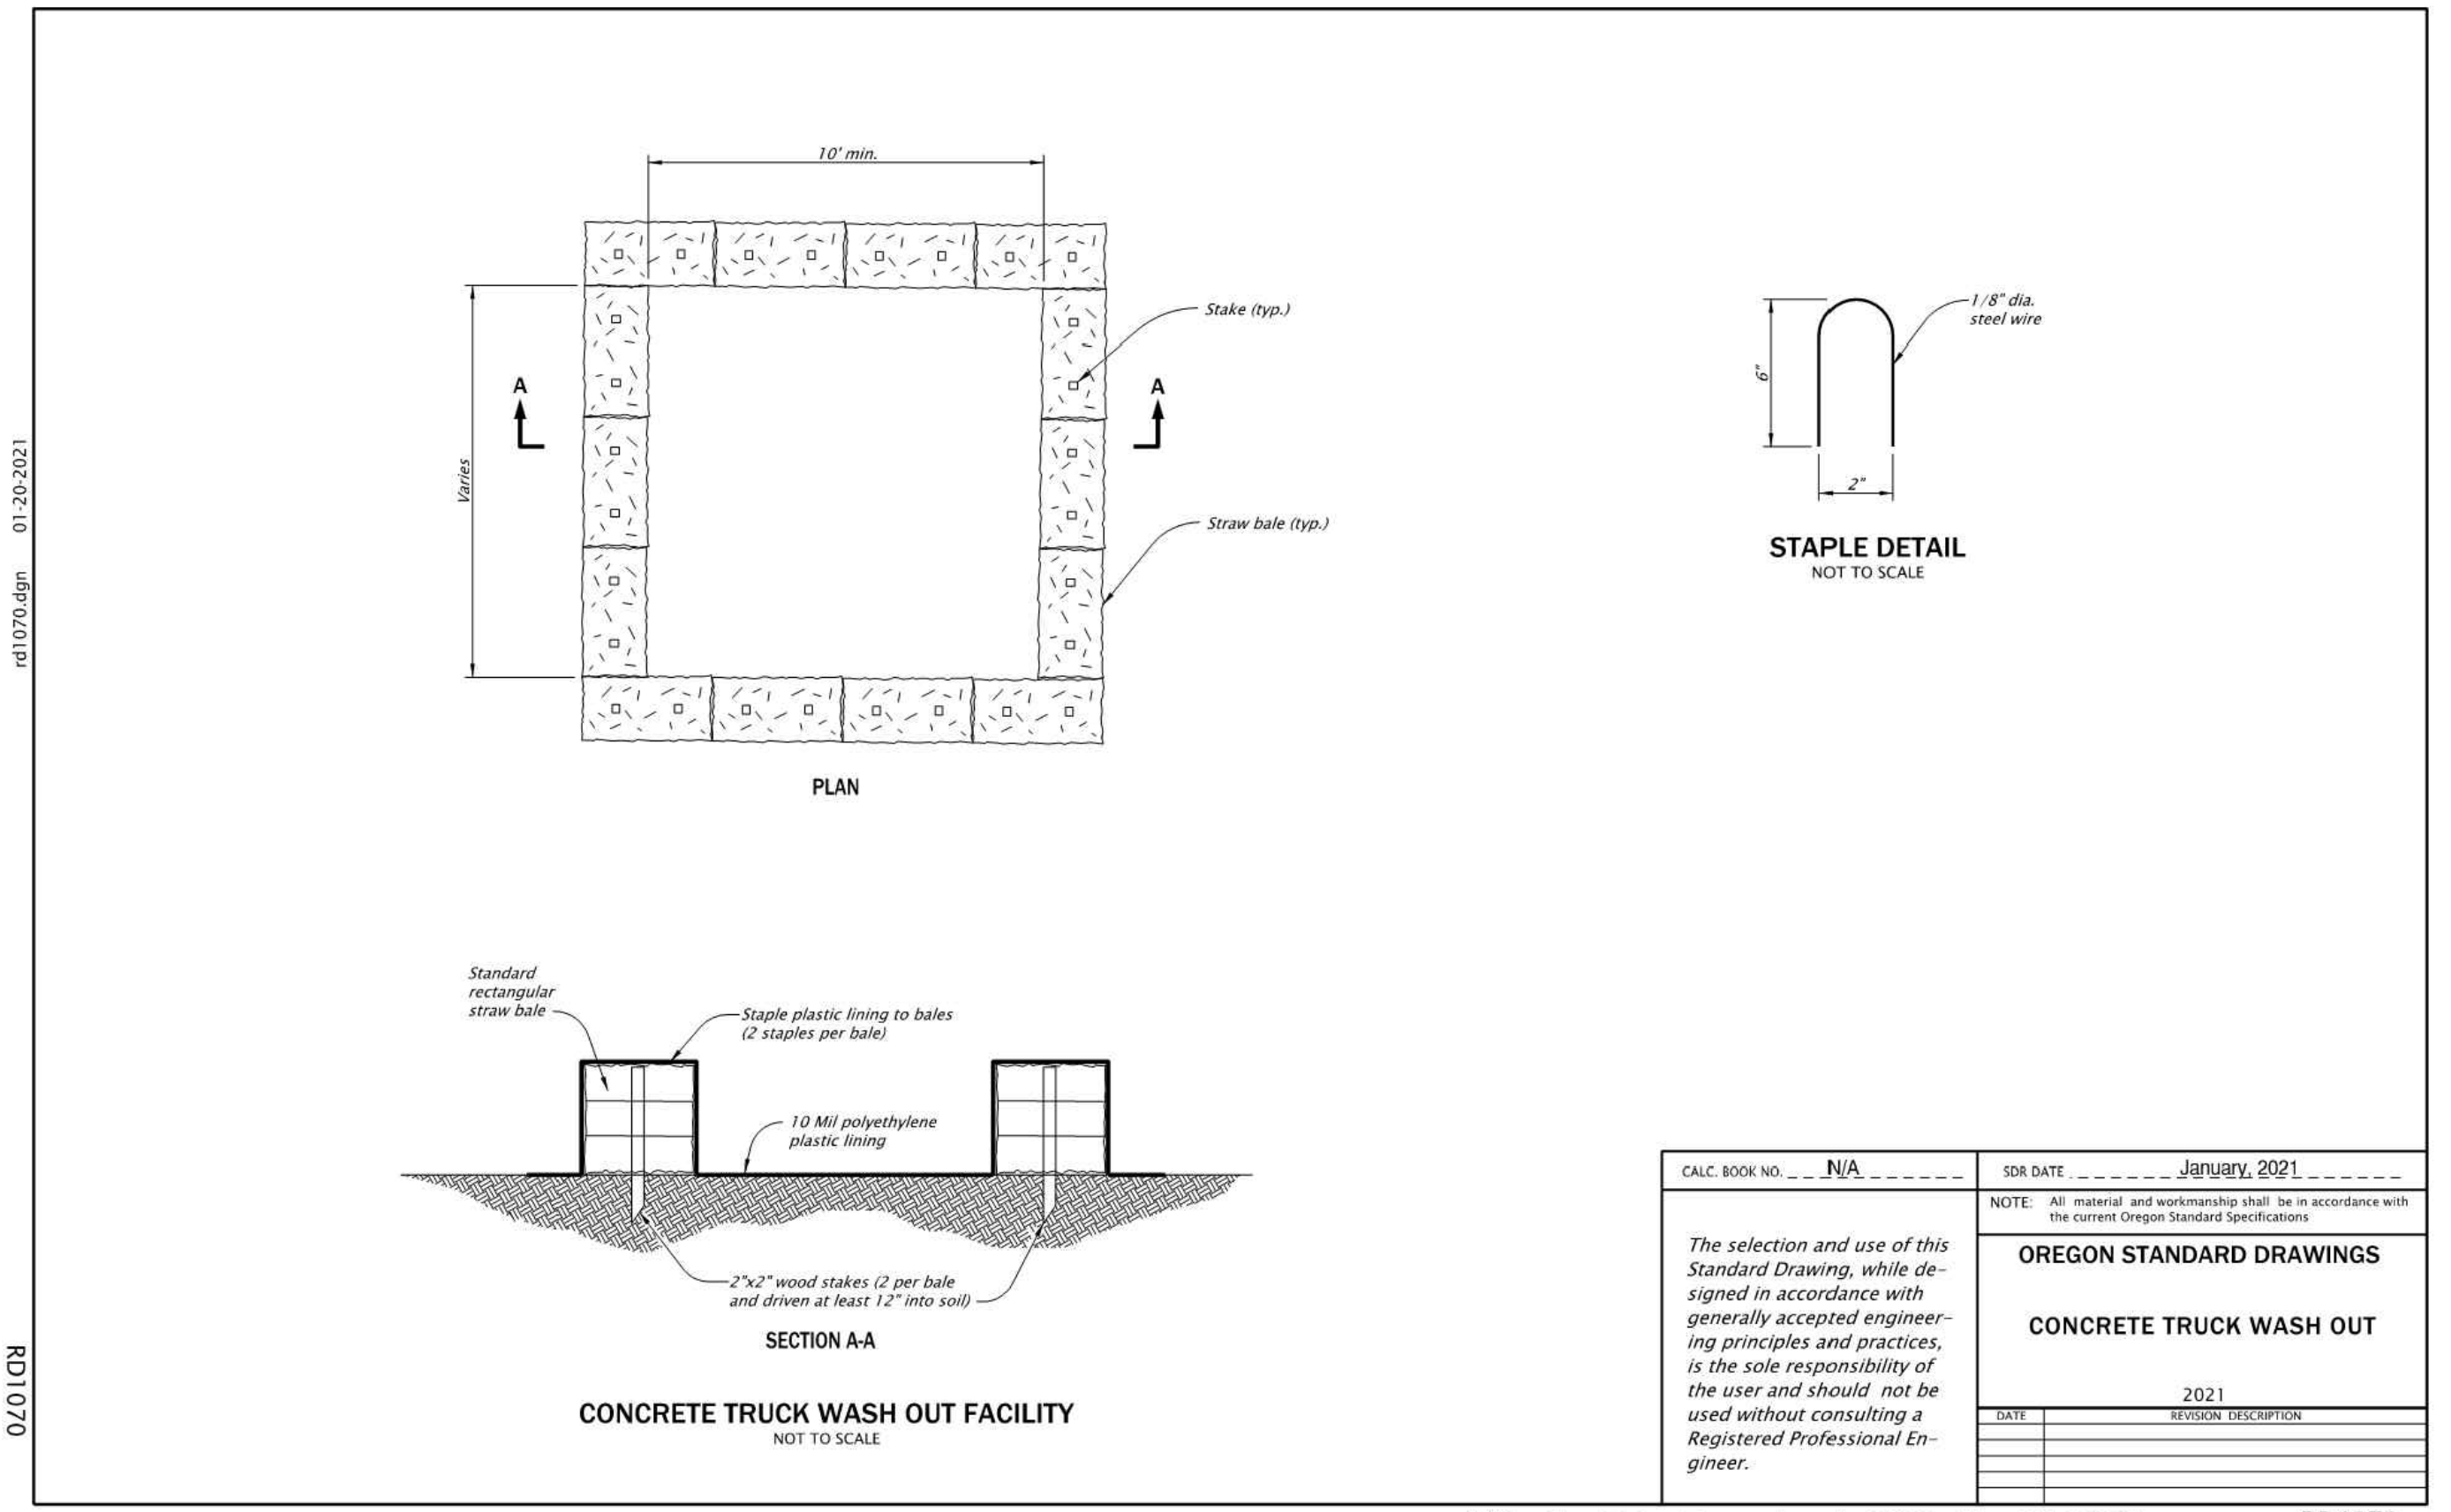 10' min.
Stake (typ.)
A
A
Varies
Straw bale (typ.)
PLAN
1/8" dia.
steel wire
6"
2"
STAPLE DETAIL
NOT TO SCALE
Standard
rectangular
straw bale
Staple plastic lining to bales
(2 staples per bale)
10 Mil polyethylene
plastic lining
2"x2" wood stakes (2 per bale
and driven at least 12" into soil)
SECTION A-A
CONCRETE TRUCK WASH OUT FACILITY
NOT TO SCALE
rd1070.dgn 01-20-2021
RD1070
CALC. BOOK NO. N/A
SDR DATE January, 2021
NOTE: All material and workmanship shall be in accordance with
the current Oregon Standard Specifications
The selection and use of this
Standard Drawing, while de-
signed in accordance with
generally accepted engineer-
ing principles and practices,
is the sole responsibility of
the user and should not be
used without consulting a
Registered Professional En-
gineer.
OREGON STANDARD DRAWINGS
CONCRETE TRUCK WASH OUT
2021
DATE REVISION DESCRIPTION